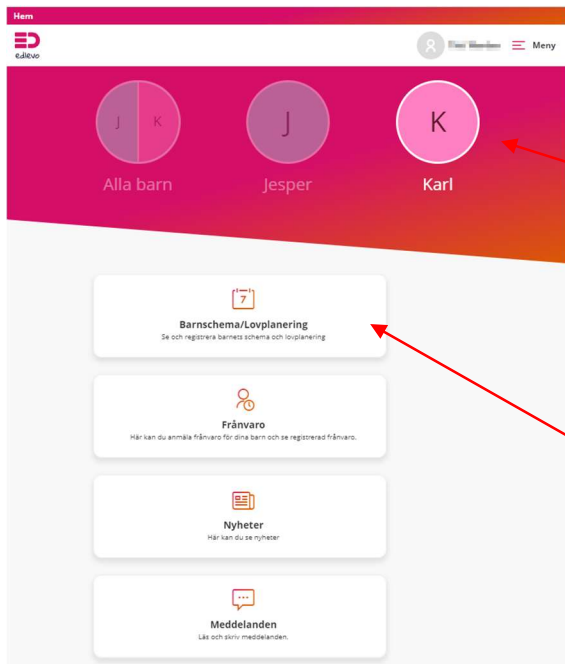 Hem
edlevo
Meny
J K
J
K
Alla barn
Jesper
Karl
7
Barnschema/Lovplanering
Se och registrera barnets schema och lovplanering
Frånvaro
Här kan du anmäla frånvaro för dina barn och se registrerad frånvaro.
Nyheter
Här kan du se nyheter
Meddelanden
Läs och skriv meddelanden.